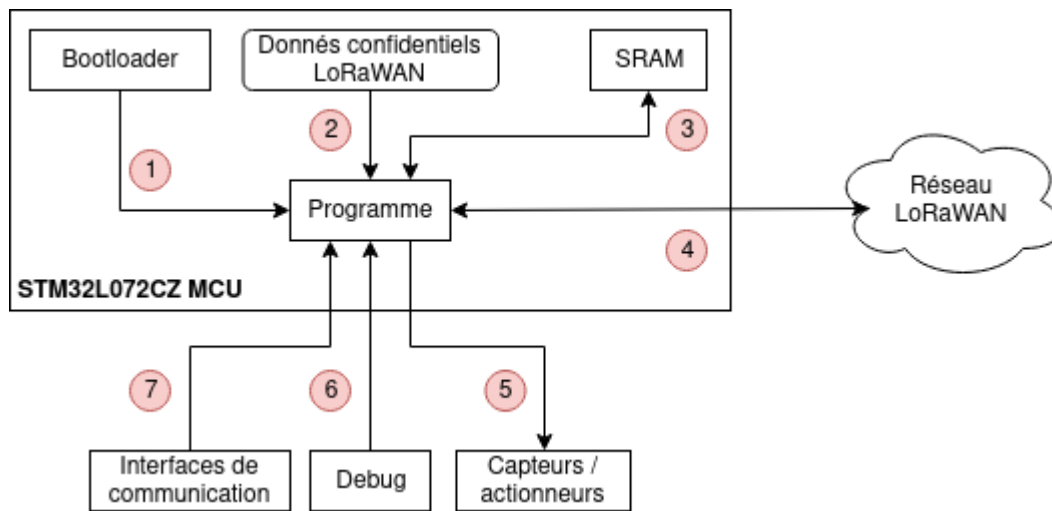 Bootloader
Donnés confidentiels
LoRaWAN
SRAM
2
3
1
Programme
Réseau
LoRaWAN
4
STM32L072CZ MCU
7
6
5
Interfaces de
communication
Debug
Capteurs /
actionneurs